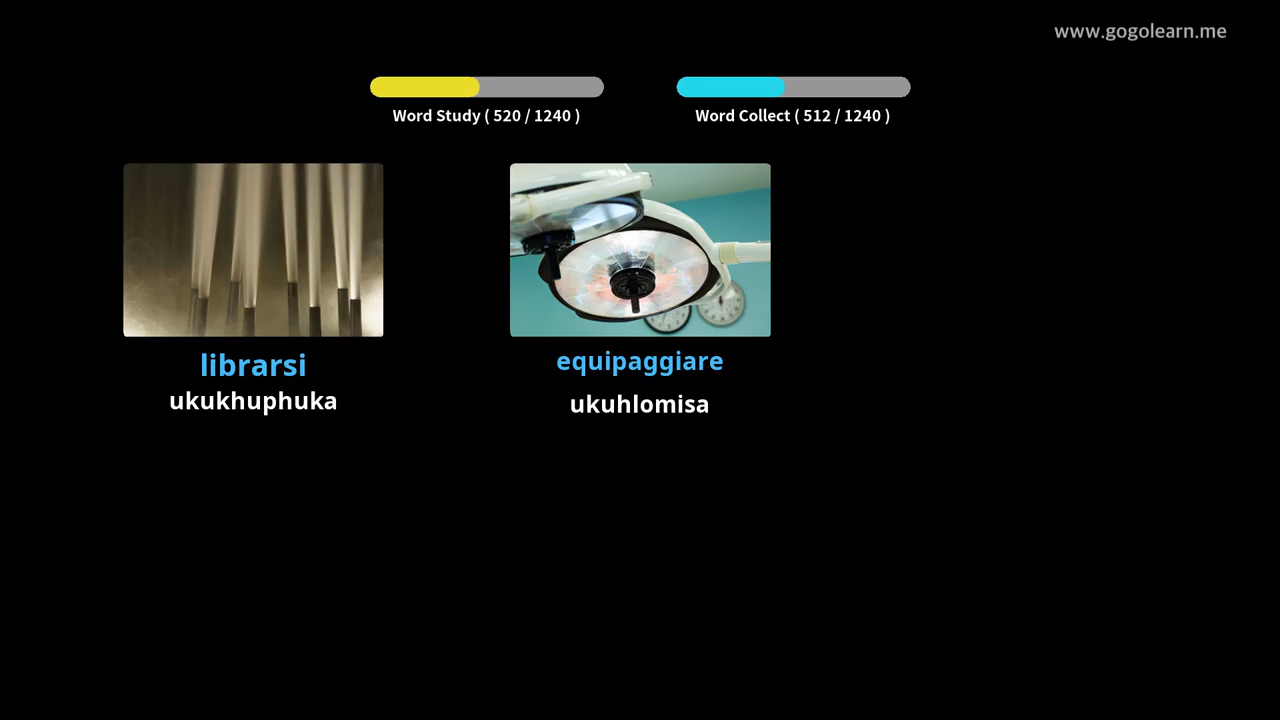 www.gogolearn.me
Word Study ( 520 / 1240 )
Word Collect ( 512 / 1240 )
librarsi
ukukhuphuka
equipaggiare
ukuhlomisa